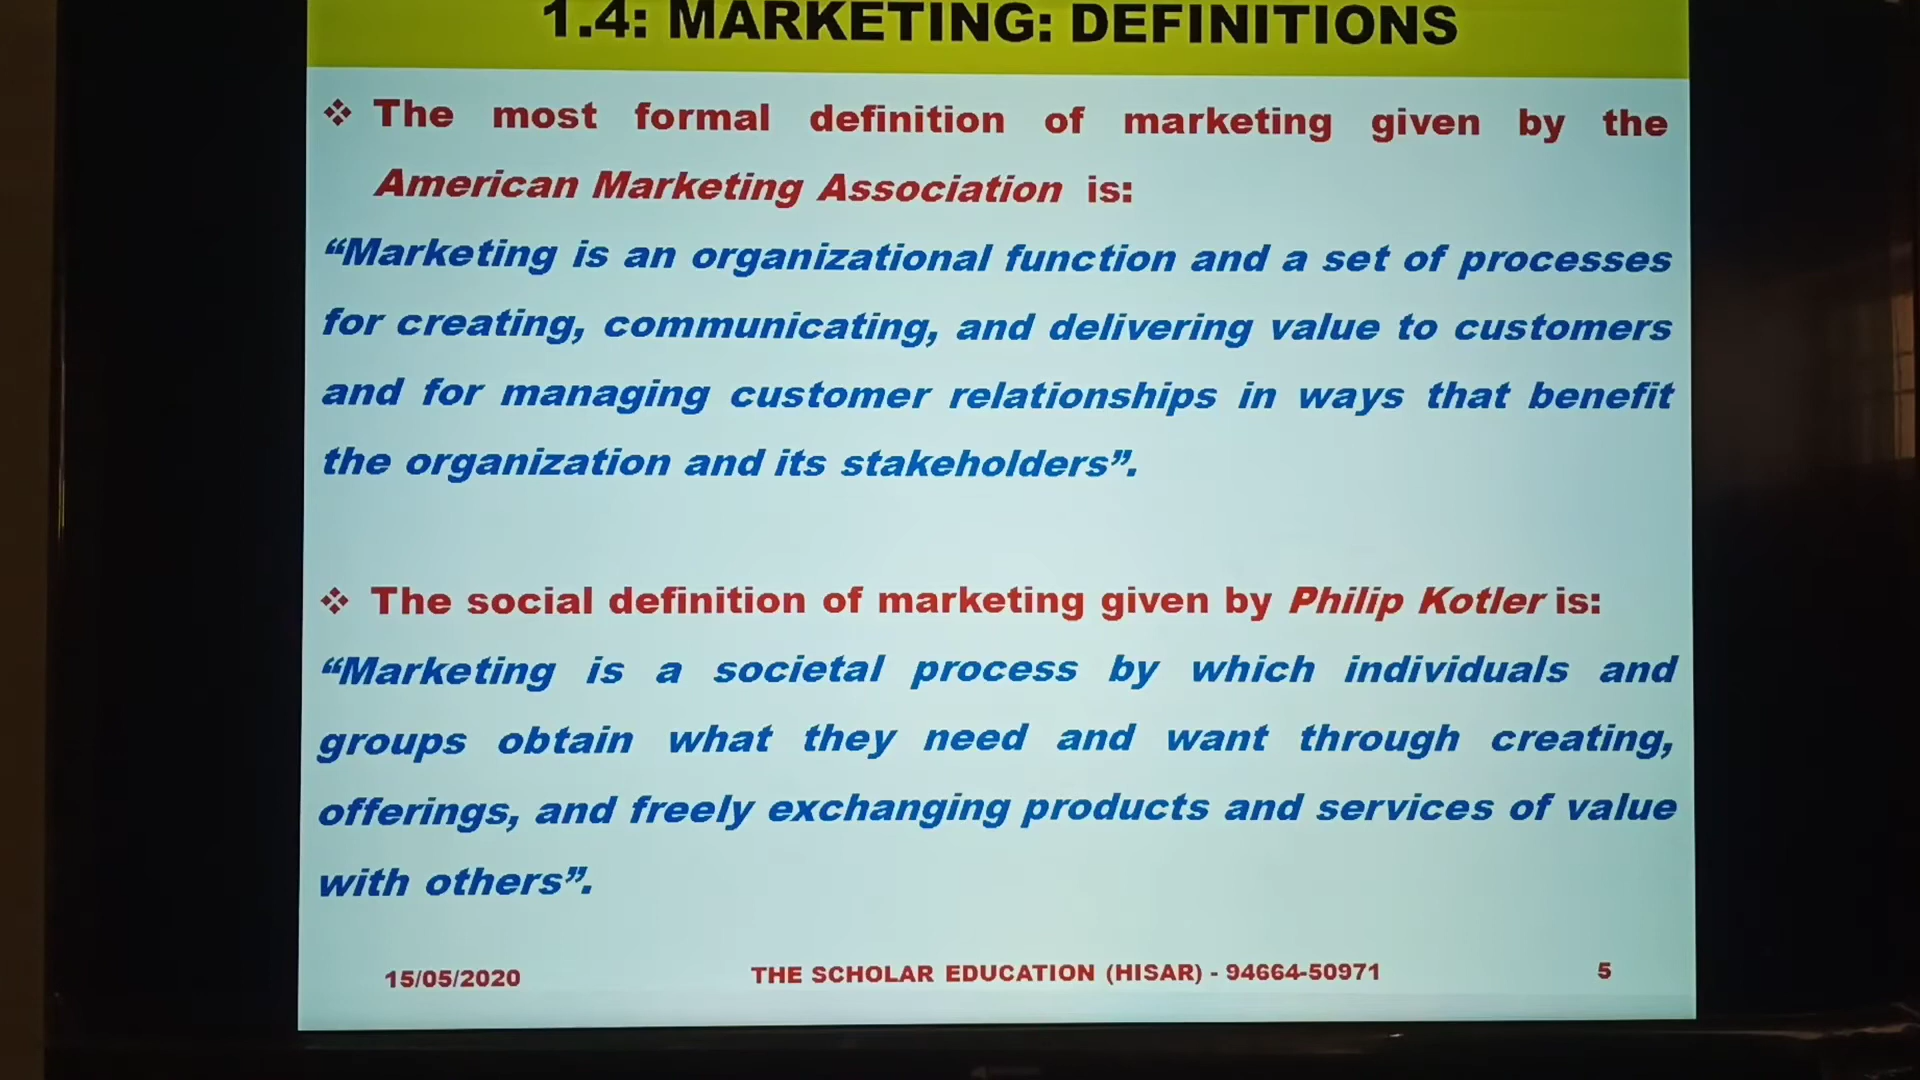 1.4: MARKETING: DEFINITIONS
❖ The most formal definition of marketing given by the
American Marketing Association is:
“Marketing is an organizational function and a set of processes
for creating, communicating, and delivering value to customers
and for managing customer relationships in ways that benefit
the organization and its stakeholders”.
❖ The social definition of marketing given by Philip Kotler is:
“Marketing is a societal process by which individuals and
groups obtain what they need and want through creating,
offerings, and freely exchanging products and services of value
with others”.
15/05/2020 THE SCHOLAR EDUCATION (HISAR) - 94664-50971 5